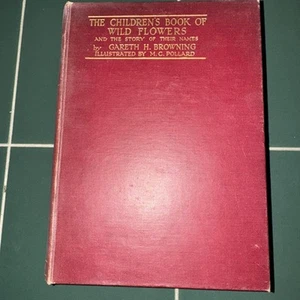 THE CHILDREN'S BOOK OF
WILD FLOWERS
AND THE STORY OF THEIR NAMES
by GARETH H. BROWNING
ILLUSTRATED BY M. C. POLLARD